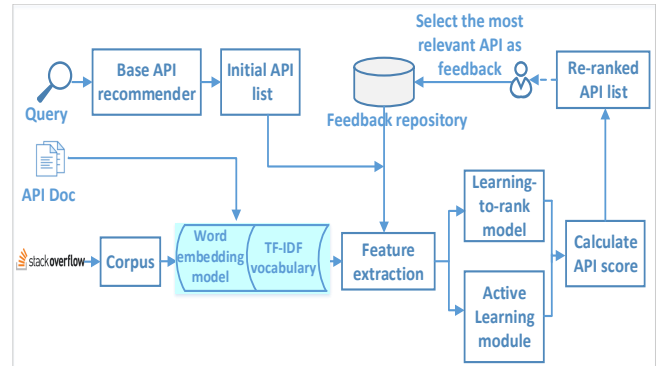 Select the most
relevant API as
feedback
Query
Base API
recommender
Initial API
list
Feedback repository
Re-ranked
API list
API Doc
stackoverflow
Corpus
Word
embedding
model
TF-IDF
vocabulary
Feature
extraction
Learning-
to-rank
model
Active
Learning
module
Calculate
API score